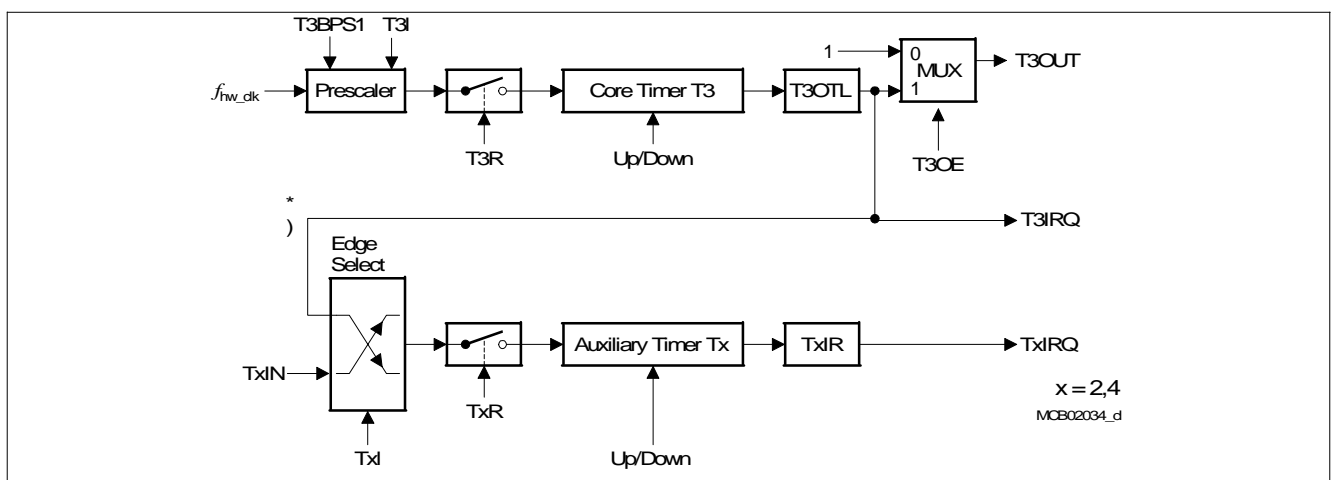 T3BPS1 T3I
fhw_clk
Prescaler
Core Timer T3
T3OTL
1
0
MUX
1
T3OUT
T3R
Up/Down
T3OE
*
)
T3IRQ
Edge
Select
Auxiliary Timer Tx
TxIR
TxIRQ
TxIN
TxR
x = 2,4
MCB02034_d
TxI
Up/Down